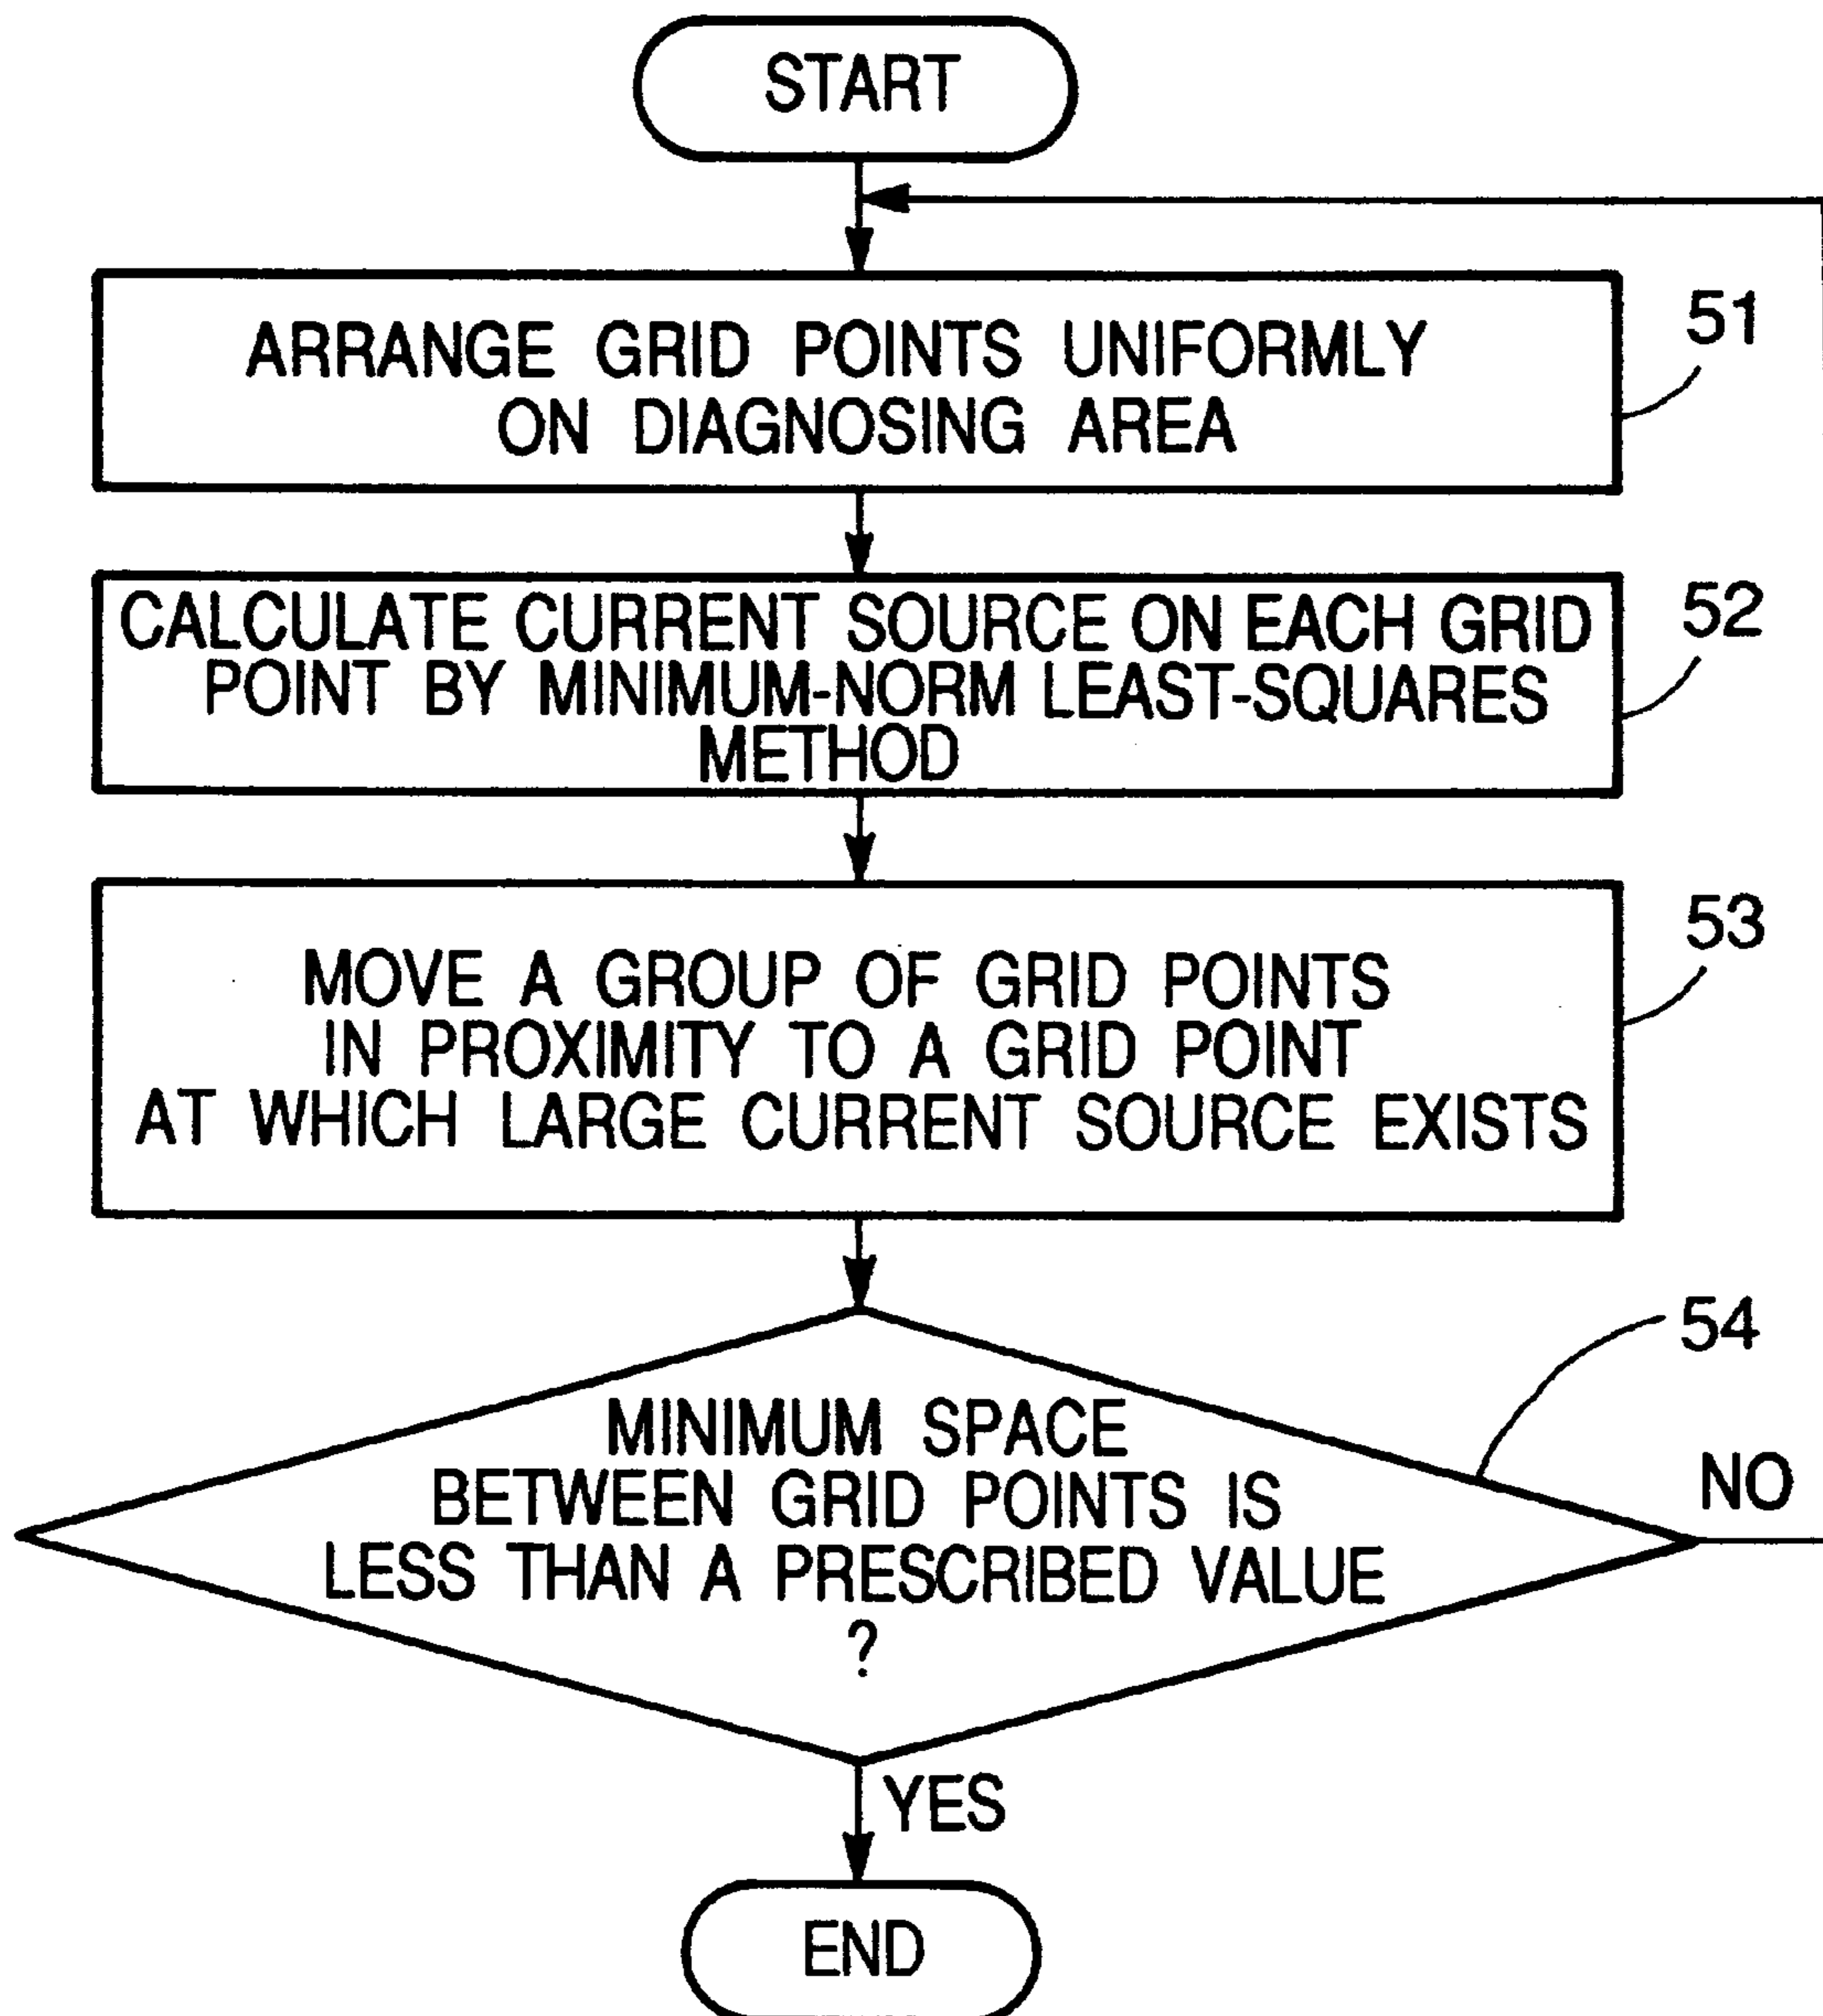 START
ARRANGE GRID POINTS UNIFORMLY
ON DIAGNOSING AREA
51
CALCULATE CURRENT SOURCE ON EACH GRID
POINT BY MINIMUM-NORM LEAST-SQUARES
METHOD
52
MOVE A GROUP OF GRID POINTS
IN PROXIMITY TO A GRID POINT
AT WHICH LARGE CURRENT SOURCE EXISTS
53
MINIMUM SPACE
BETWEEN GRID POINTS IS
LESS THAN A PRESCRIBED VALUE
?
54
NO
YES
END